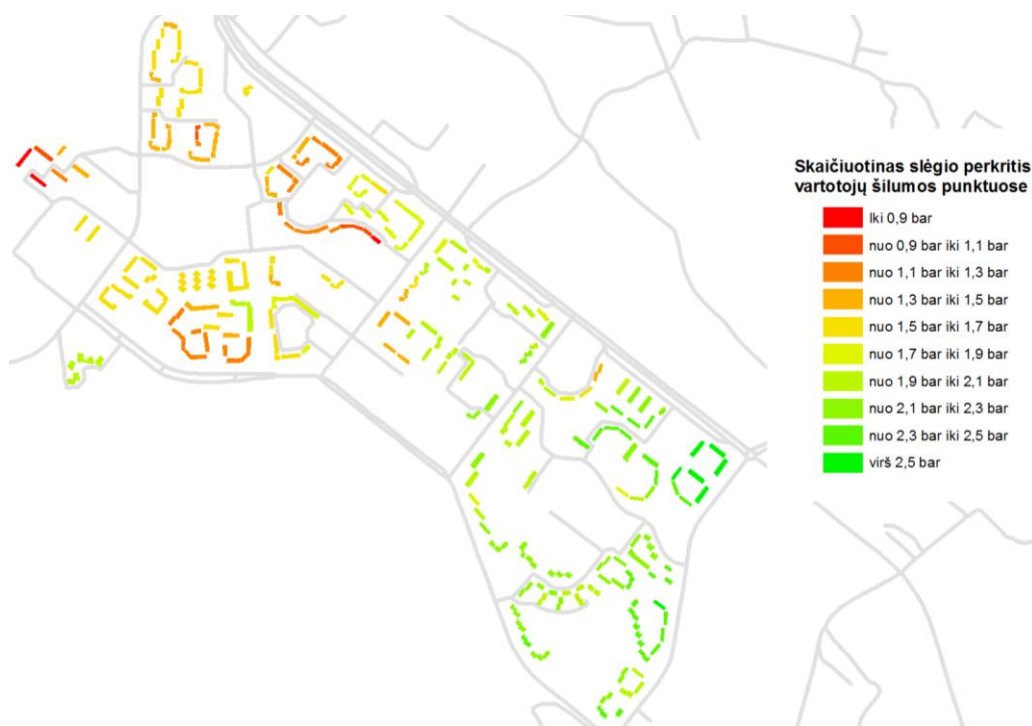 Skaičiuotinas slėgio perkritis
vartotojų šilumos punktuose
Iki 0,9 bar
nuo 0,9 bar iki 1,1 bar
nuo 1,1 bar iki 1,3 bar
nuo 1,3 bar iki 1,5 bar
nuo 1,5 bar iki 1,7 bar
nuo 1,7 bar iki 1,9 bar
nuo 1,9 bar iki 2,1 bar
nuo 2,1 bar iki 2,3 bar
nuo 2,3 bar iki 2,5 bar
virš 2,5 bar